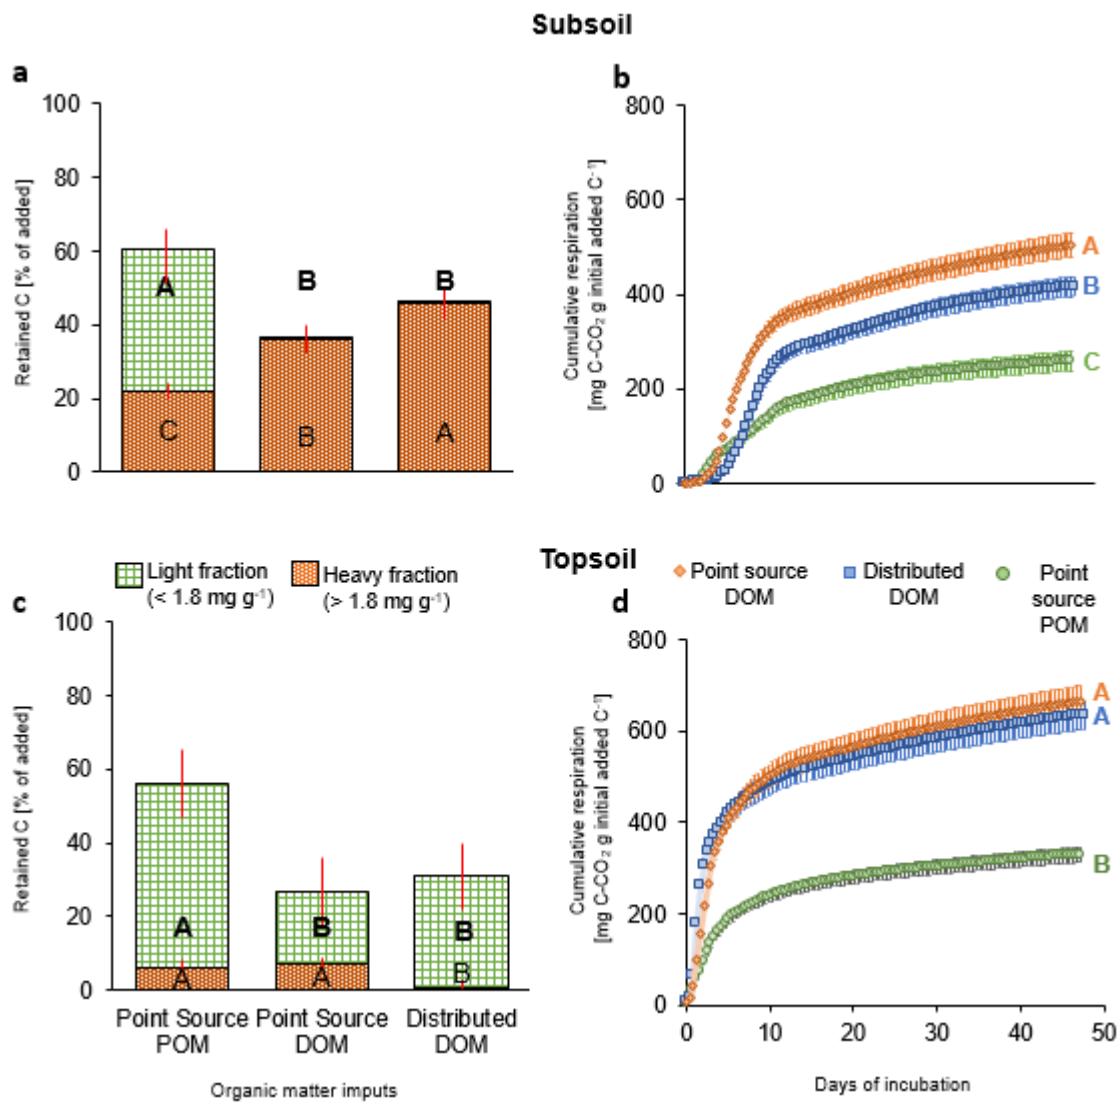 Subsoil
a
100
80
60
40
20
0
Retained C [% of added]
A
B
B
C
B
A
b
800
600
400
200
0
Cumulative respiration
[mg C-CO₂ g initial added C⁻¹]
A
B
C
Light fraction
(< 1.8 mg g⁻¹)
Heavy fraction
(> 1.8 mg g⁻¹)
Topsoil
Point source
DOM
Distributed
DOM
Point
source
POM
c
100
80
60
40
20
0
Retained C [% of added]
A
B
B
A
A
B
Point Source
POM
Point Source
DOM
Distributed
DOM
Organic matter imputs
d
800
600
400
200
0
Cumulative respiration
[mg C-CO₂ g initial added C⁻¹]
A
A
B
0
10
20
30
40
50
Days of incubation